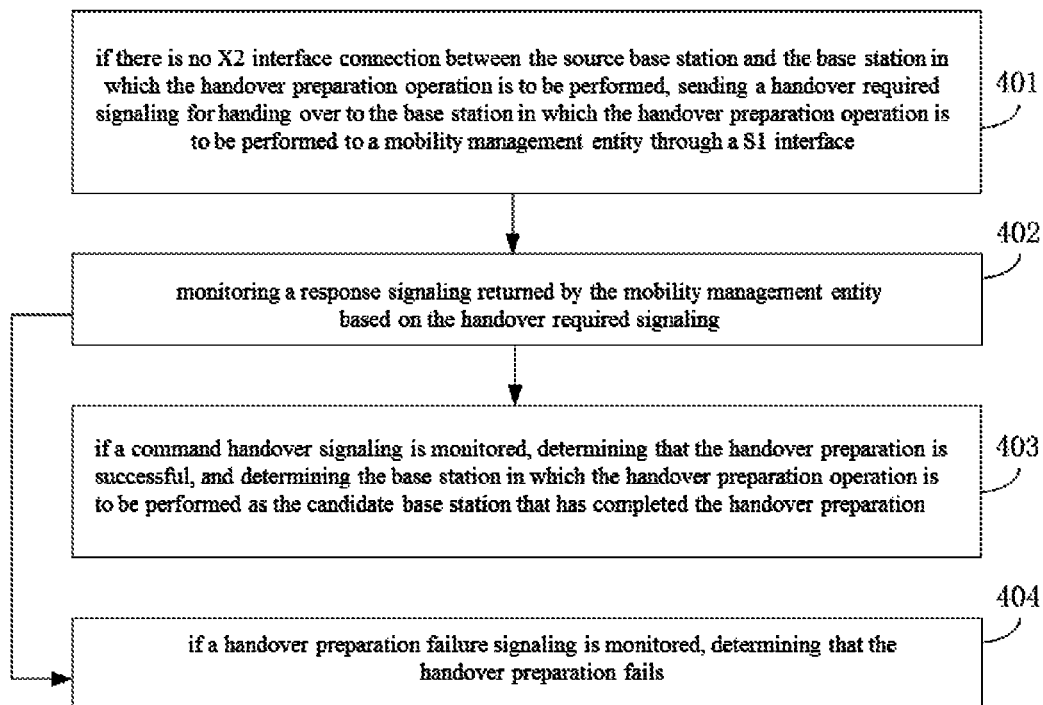 if there is no X2 interface connection between the source base station and the base station in
which the handover preparation operation is to be performed, sending a handover required
signaling for handing over to the base station in which the handover preparation operation is
to be performed to a mobility management entity through a S1 interface
401
402
monitoring a response signaling returned by the mobility management entity
based on the handover required signaling
if a command handover signaling is monitored, determining that the handover preparation is
successful, and determining the base station in which the handover preparation operation is
to be performed as the candidate base station that has completed the handover preparation
403
404
if a handover preparation failure signaling is monitored, determining that the
handover preparation fails